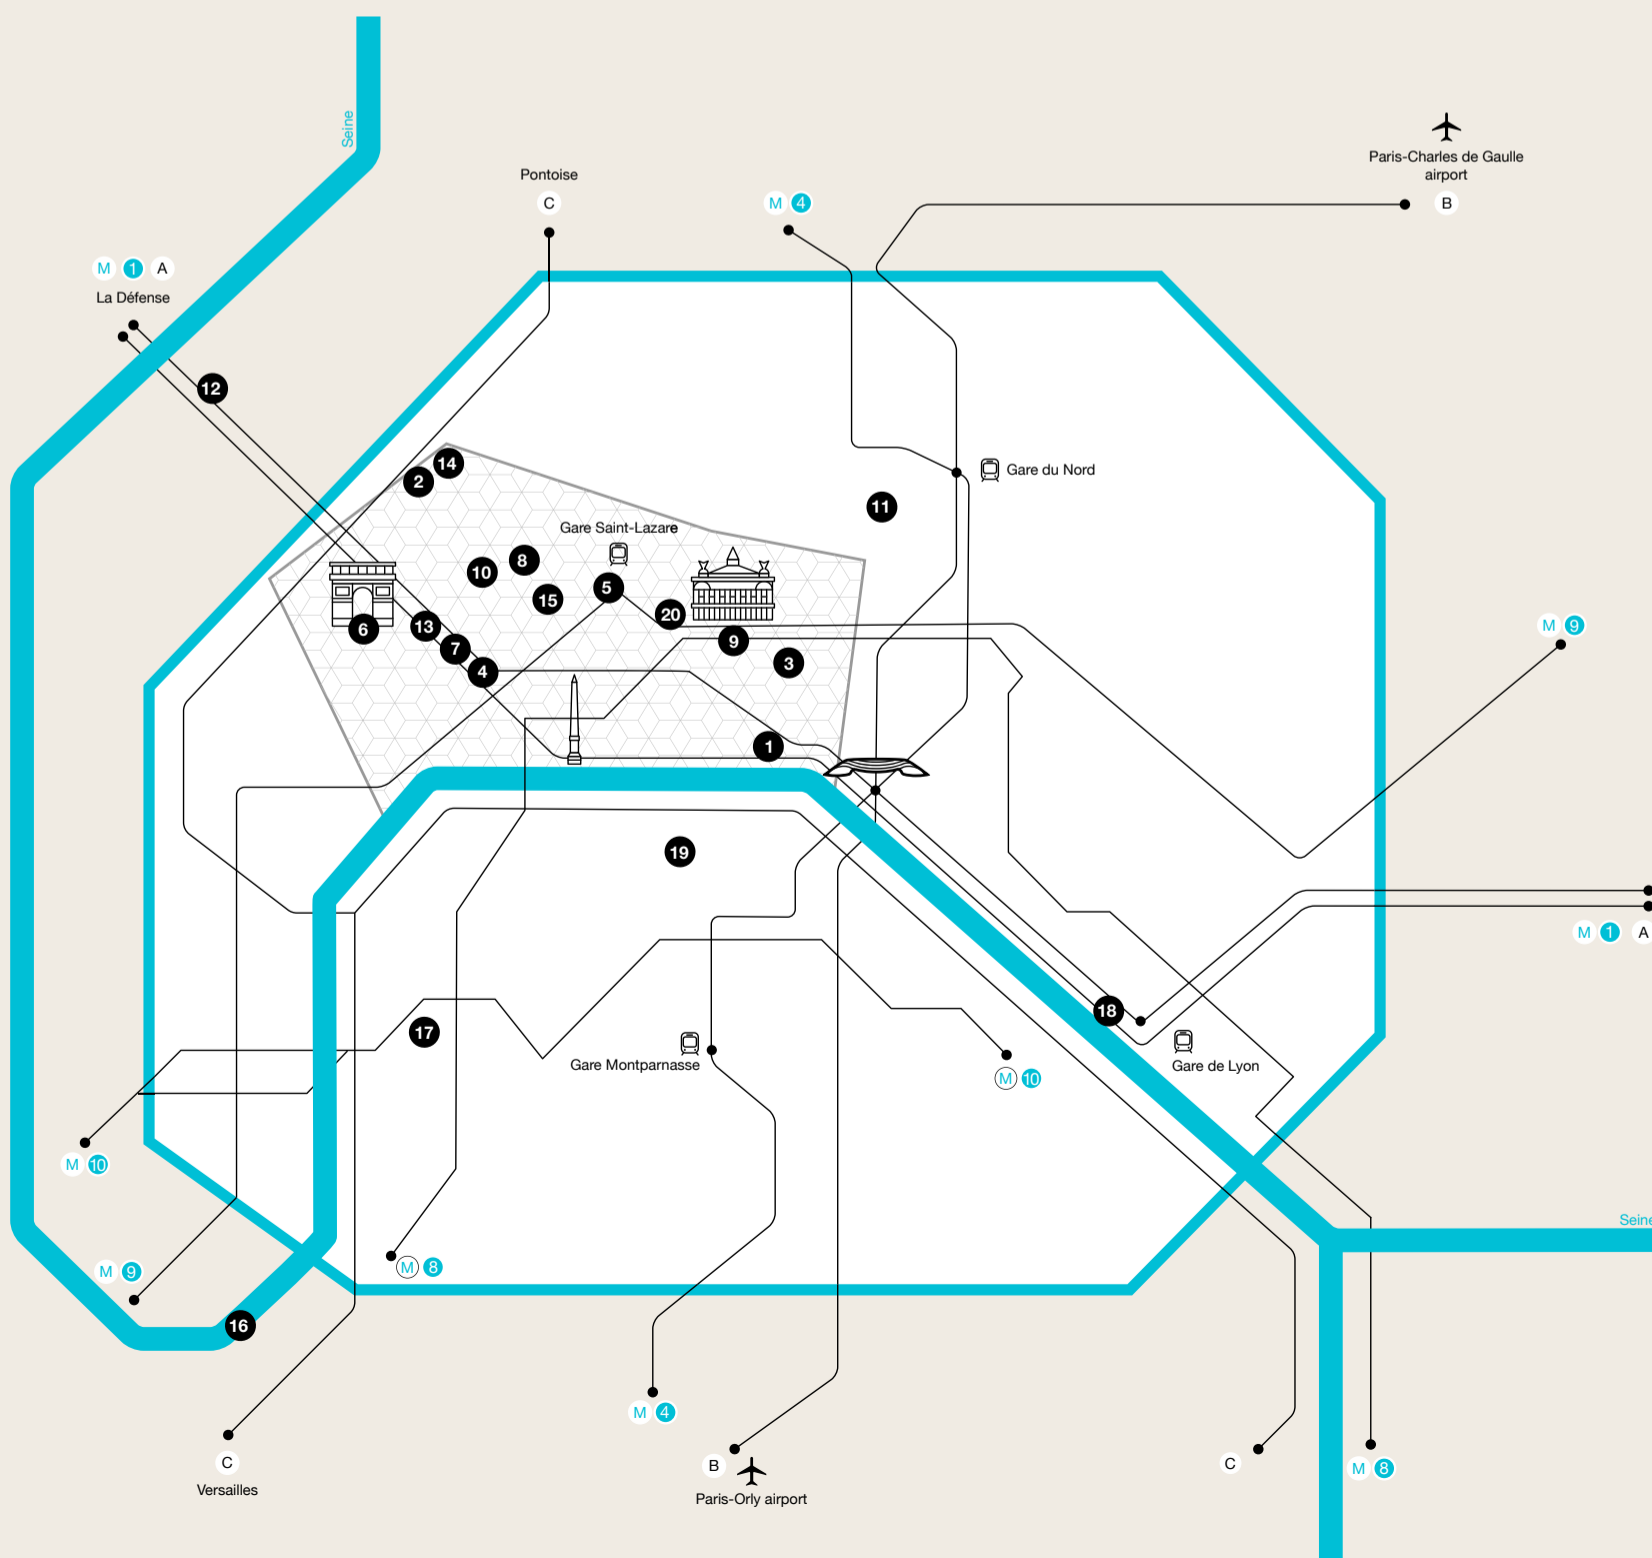 Seine
Paris-Charles de Gaulle
airport
B
Pontoise
C
M 4
M 1 A
La Défense
12
14
2
Gare du Nord
11
Gare Saint-Lazare
8
10
5
15
20
6
13
9
7
3
4
M 9
1
19
M 1 A
18
17
Gare Montparnasse
Gare de Lyon
M 10
M 10
Seine
M 9
M 8
16
M 4
B
C
M 8
C
Versailles
Paris-Orly airport